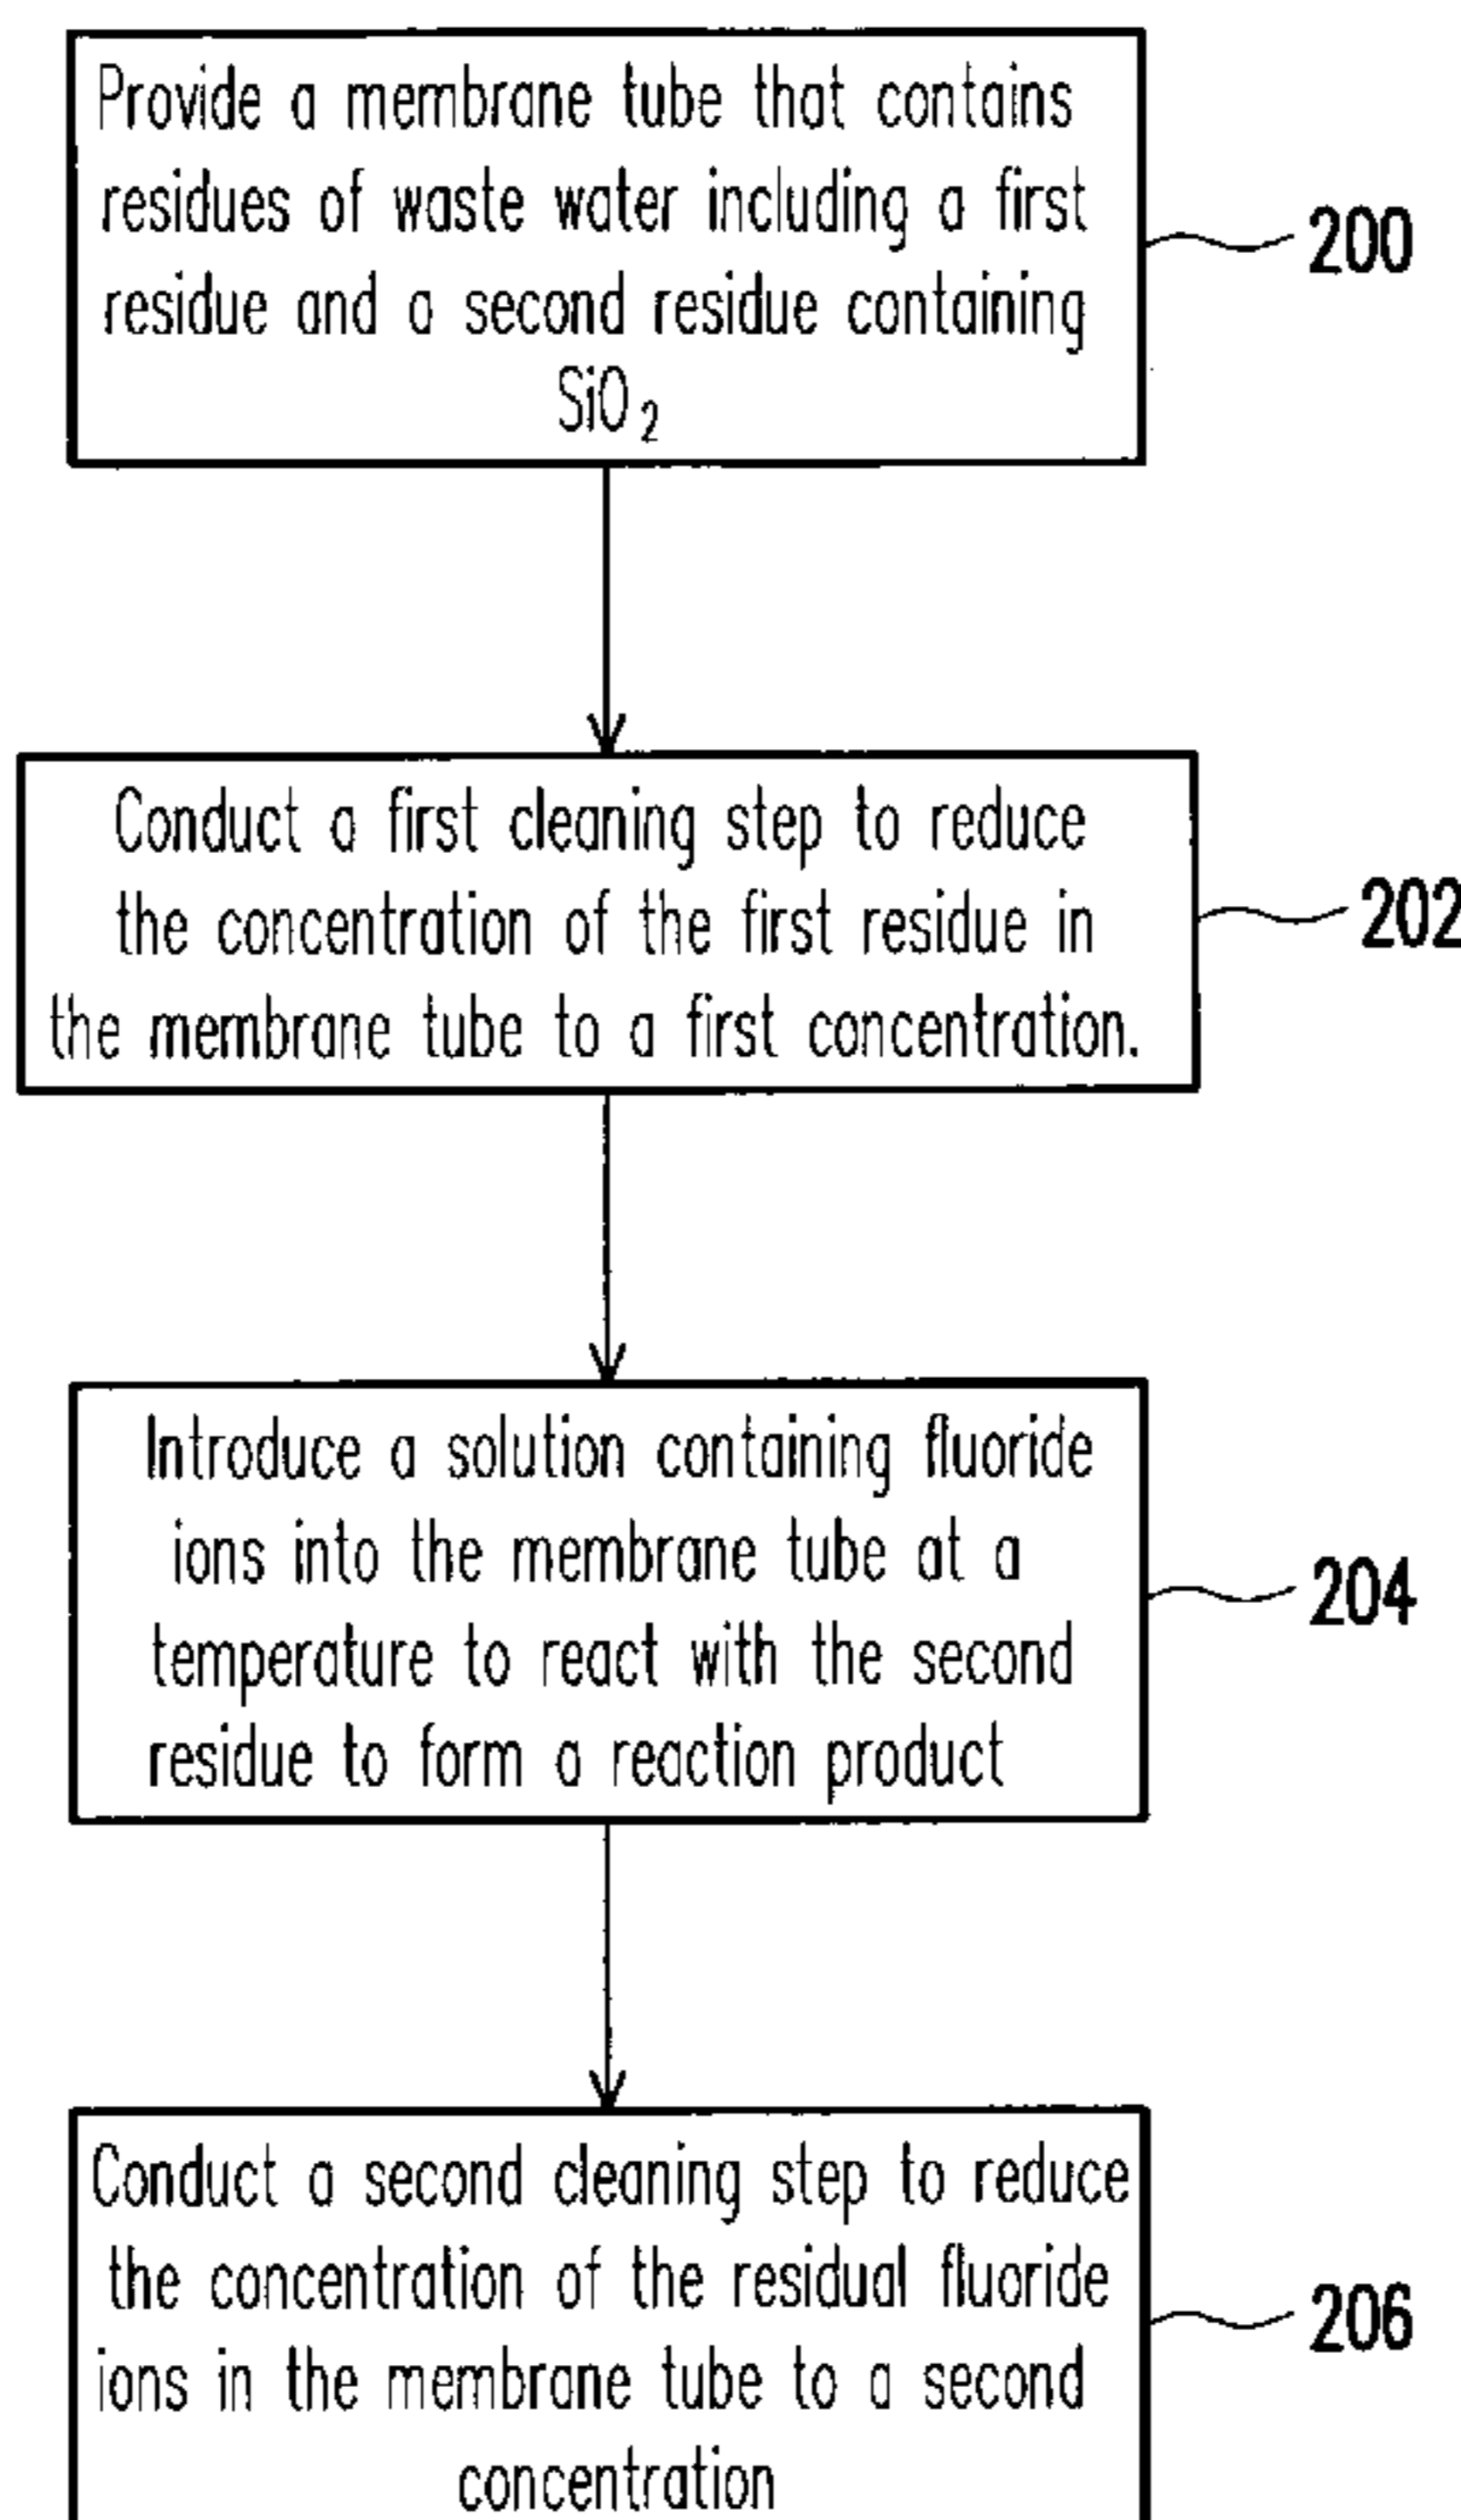 Provide a membrane tube that contains
residues of waste water including a first
residue and a second residue containing
SiO₂
200
Conduct a first cleaning step to reduce
the concentration of the first residue in
the membrane tube to a first concentration.
202
Introduce a solution containing fluoride
ions into the membrane tube at a
temperature to react with the second
residue to form a reaction product
204
Conduct a second cleaning step to reduce
the concentration of the residual fluoride
ions in the membrane tube to a second
concentration
206